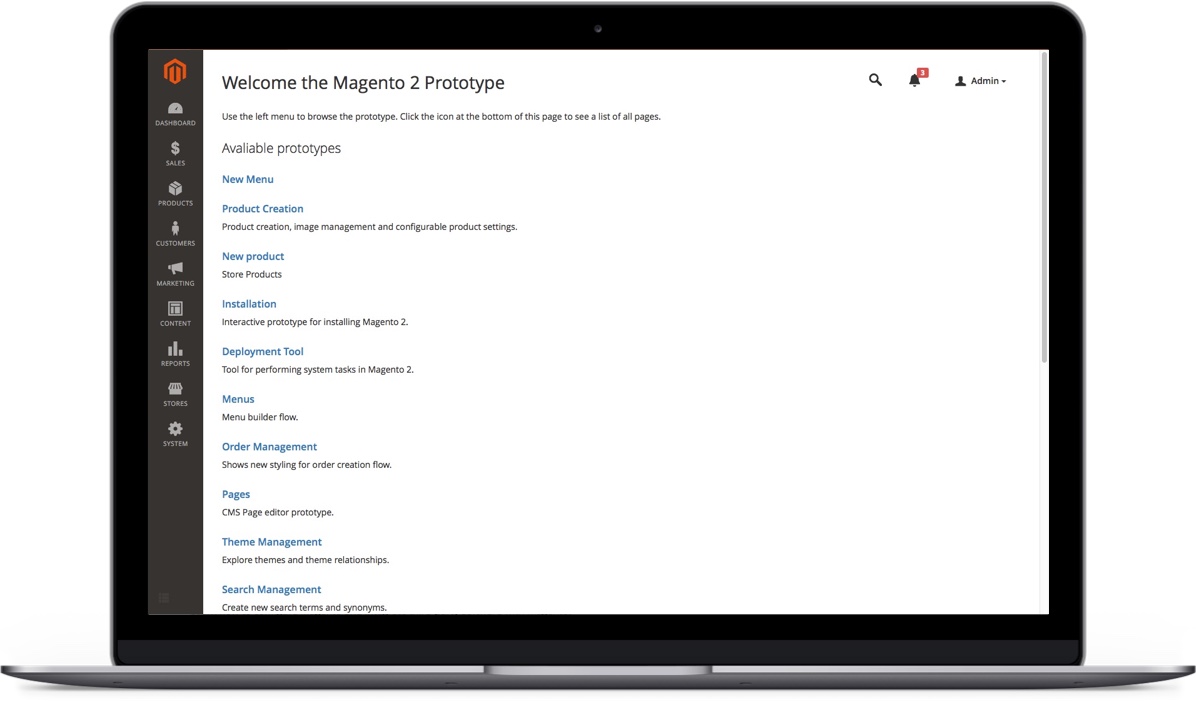 Welcome the Magento 2 Prototype
3
Admin
Use the left menu to browse the prototype. Click the icon at the bottom of this page to see a list of all pages.
Avaliable prototypes
New Menu
Product Creation
Product creation, image management and configurable product settings.
New product
Store Products
Installation
Interactive prototype for installing Magento 2.
Deployment Tool
Tool for performing system tasks in Magento 2.
Menus
Menu builder flow.
Order Management
Shows new styling for order creation flow.
Pages
CMS Page editor prototype.
Theme Management
Explore themes and theme relationships.
Search Management
Create new search terms and synonyms.
DASHBOARD
$
SALES
PRODUCTS
CUSTOMERS
MARKETING
CONTENT
REPORTS
STORES
SYSTEM